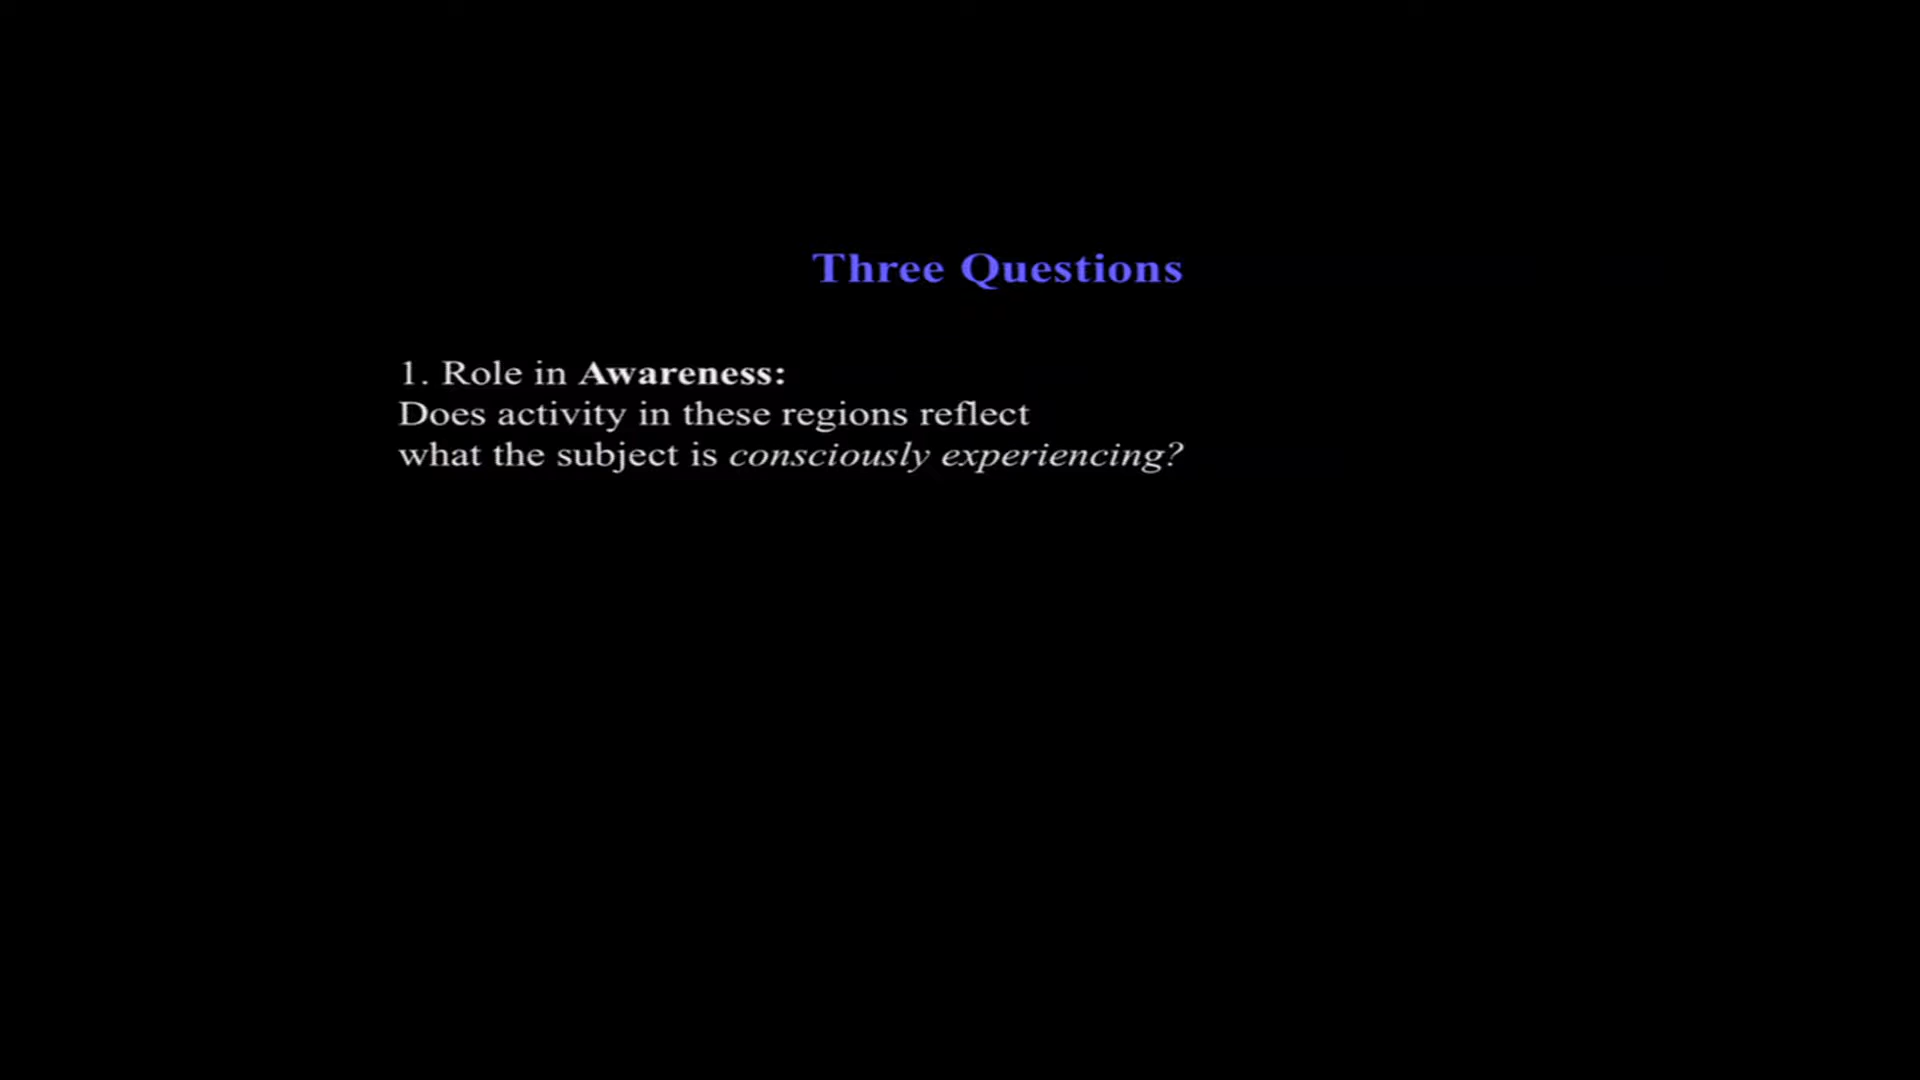 Three Questions
1. Role in Awareness:
Does activity in these regions reflect
what the subject is consciously experiencing?